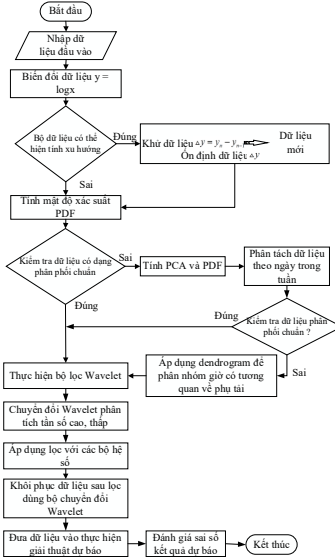 Bắt đầu
Nhập dữ
liệu đầu vào
Biến đổi dữ liệu y =
logx
Bộ dữ liệu có thể
hiện tính xu hướng
Đúng
Khử dữ liệu △y = yₙ − yₙ₋₁
Ổn định dữ liệu △y
Dữ liệu
mới
Sai
Tính mật độ xác suất
PDF
Kiểm tra dữ liệu có dạng
phân phối chuẩn
Sai
Tính PCA và PDF
Phân tách dữ liệu
theo ngày trong
tuần
Đúng
Đúng
Kiểm tra dữ liệu phân
phối chuẩn ?
Sai
Áp dụng dendrogram để
phân nhóm giờ có tương
quan về phụ tải
Thực hiện bộ lọc Wavelet
Chuyển đổi Wavelet phân
tích tần số cao, thấp
Áp dụng lọc với các bộ hệ
số
Khôi phục dữ liệu sau lọc
dùng bộ chuyển đổi
Wavelet
Đưa dữ liệu vào thực hiện
giải thuật dự báo
Đánh giá sai số
kết quả dự báo
Kết thúc